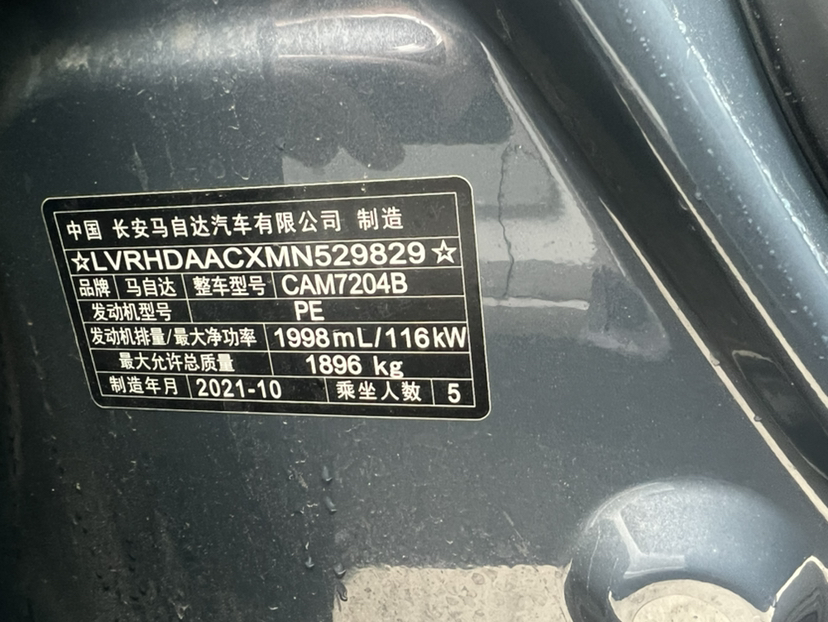 中国 长安马自达汽车有限公司 制造
☆LVRHDAACXMN529829☆
品牌 马自达 整车型号 CAM7204B
发动机型号 PE
发动机排量/最大净功率 1998mL/116kW
最大允许总质量 1896 kg
制造年月 2021-10 乘坐人数 5